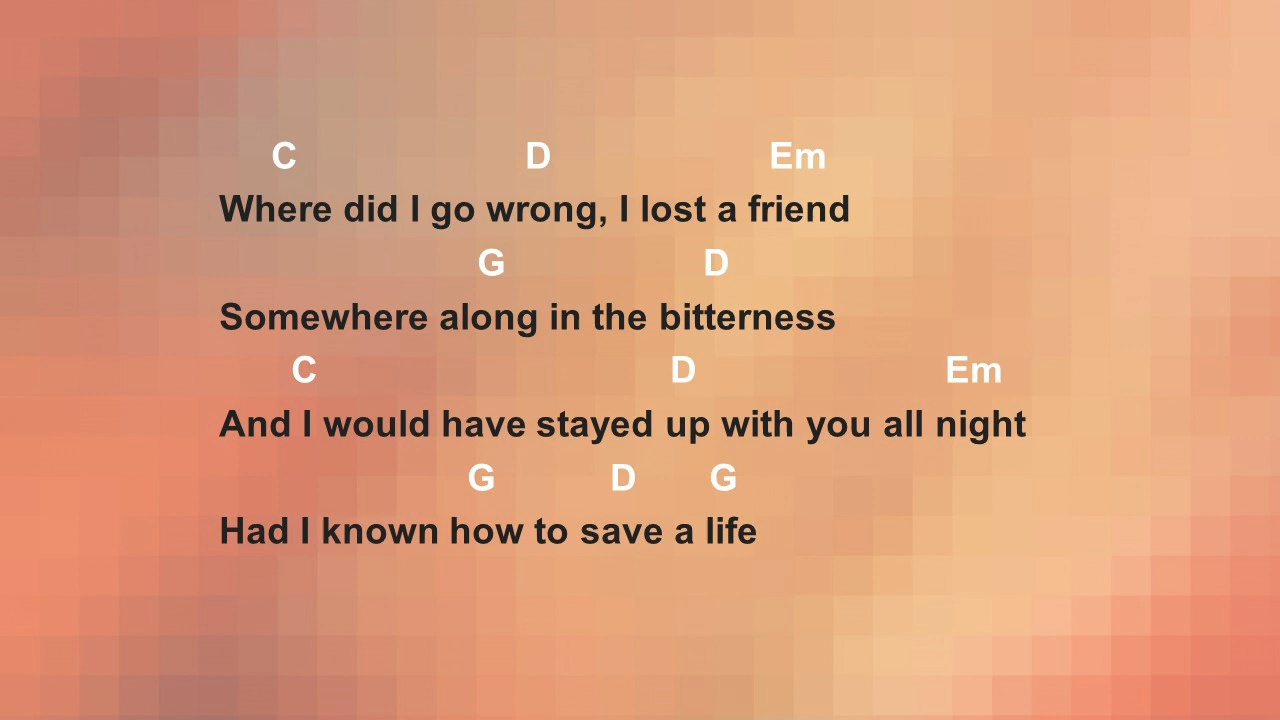 C D Em
Where did I go wrong, I lost a friend
G D
Somewhere along in the bitterness
C D Em
And I would have stayed up with you all night
G D G
Had I known how to save a life